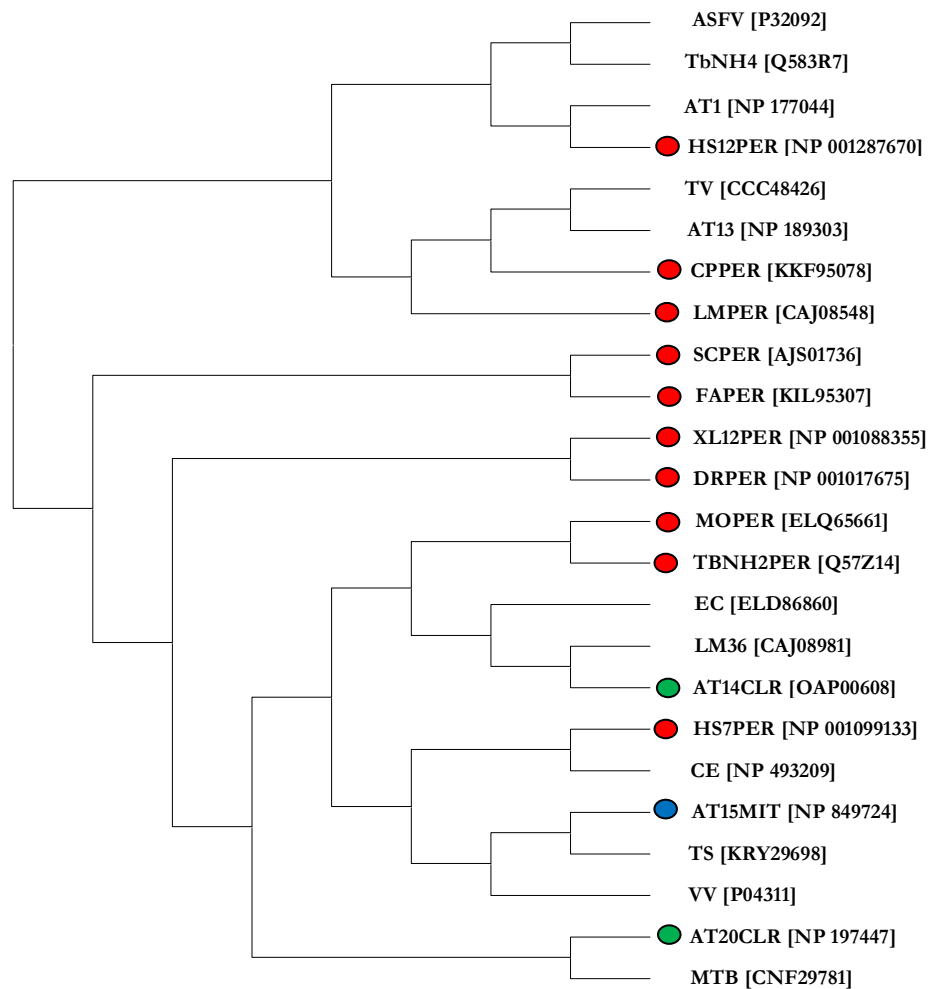 ASFV [P32092]
TbNH4 [Q583R7]
AT1 [NP 177044]
HS12PER [NP 001287670]
TV [CCC48426]
AT13 [NP 189303]
CPPER [KKF95078]
LMPER [CAJ08548]
SCPER [AJS01736]
FAPER [KIL95307]
XL12PER [NP 001088355]
DRPER [NP 001017675]
MOPER [ELQ65661]
TBNH2PER [Q57Z14]
EC [ELD86860]
LM36 [CAJ08981]
AT14CLR [OAP00608]
HS7PER [NP 001099133]
CE [NP 493209]
AT15MIT [NP 849724]
TS [KRY29698]
VV [P04311]
AT20CLR [NP 197447]
MTB [CNF29781]